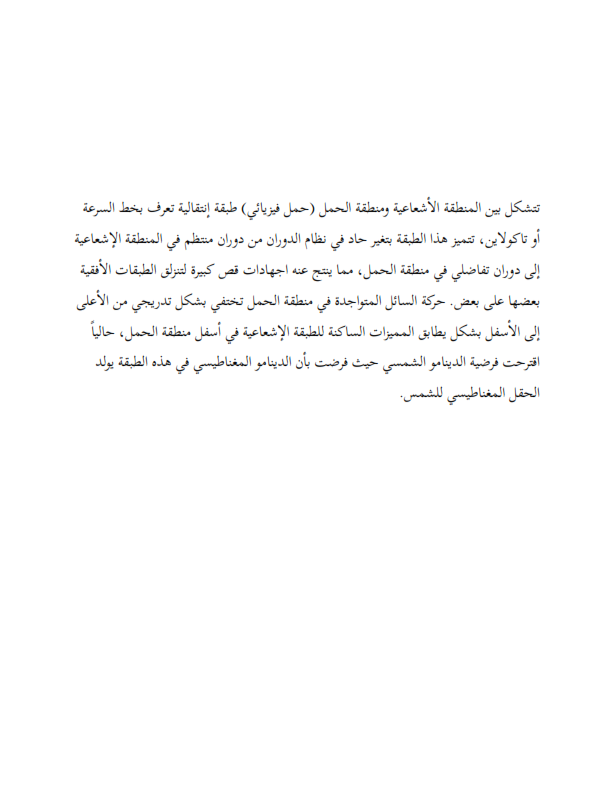 تتشكل بين المنطقة الأشعاعية ومنطقة الحمل (حمل فيزيائي) طبقة إنتقالية تعرف بخط السرعة
أو تاكولاين، تتميز هذا الطبقة بتغير حاد في نظام الدوران من دوران منتظم في المنطقة الإشعاعية
إلى دوران تفاضلي في منطقة الحمل، مما ينتج عنه اجهادات قص كبيرة لتنزلق الطبقات الأفقية
بعضها على بعض. حركة السائل المتواجدة في منطقة الحمل تختفي بشكل تدريجي من الأعلى
إلى الأسفل بشكل يطابق المميزات الساكنة للطبقة الإشعاعية في أسفل منطقة الحمل، حالياً
اقترحت فرضية الدينامو الشمسي حيث فرضت بأن الدينامو المغناطيسي في هذه الطبقة يولد
الحقل المغناطيسي للشمس.